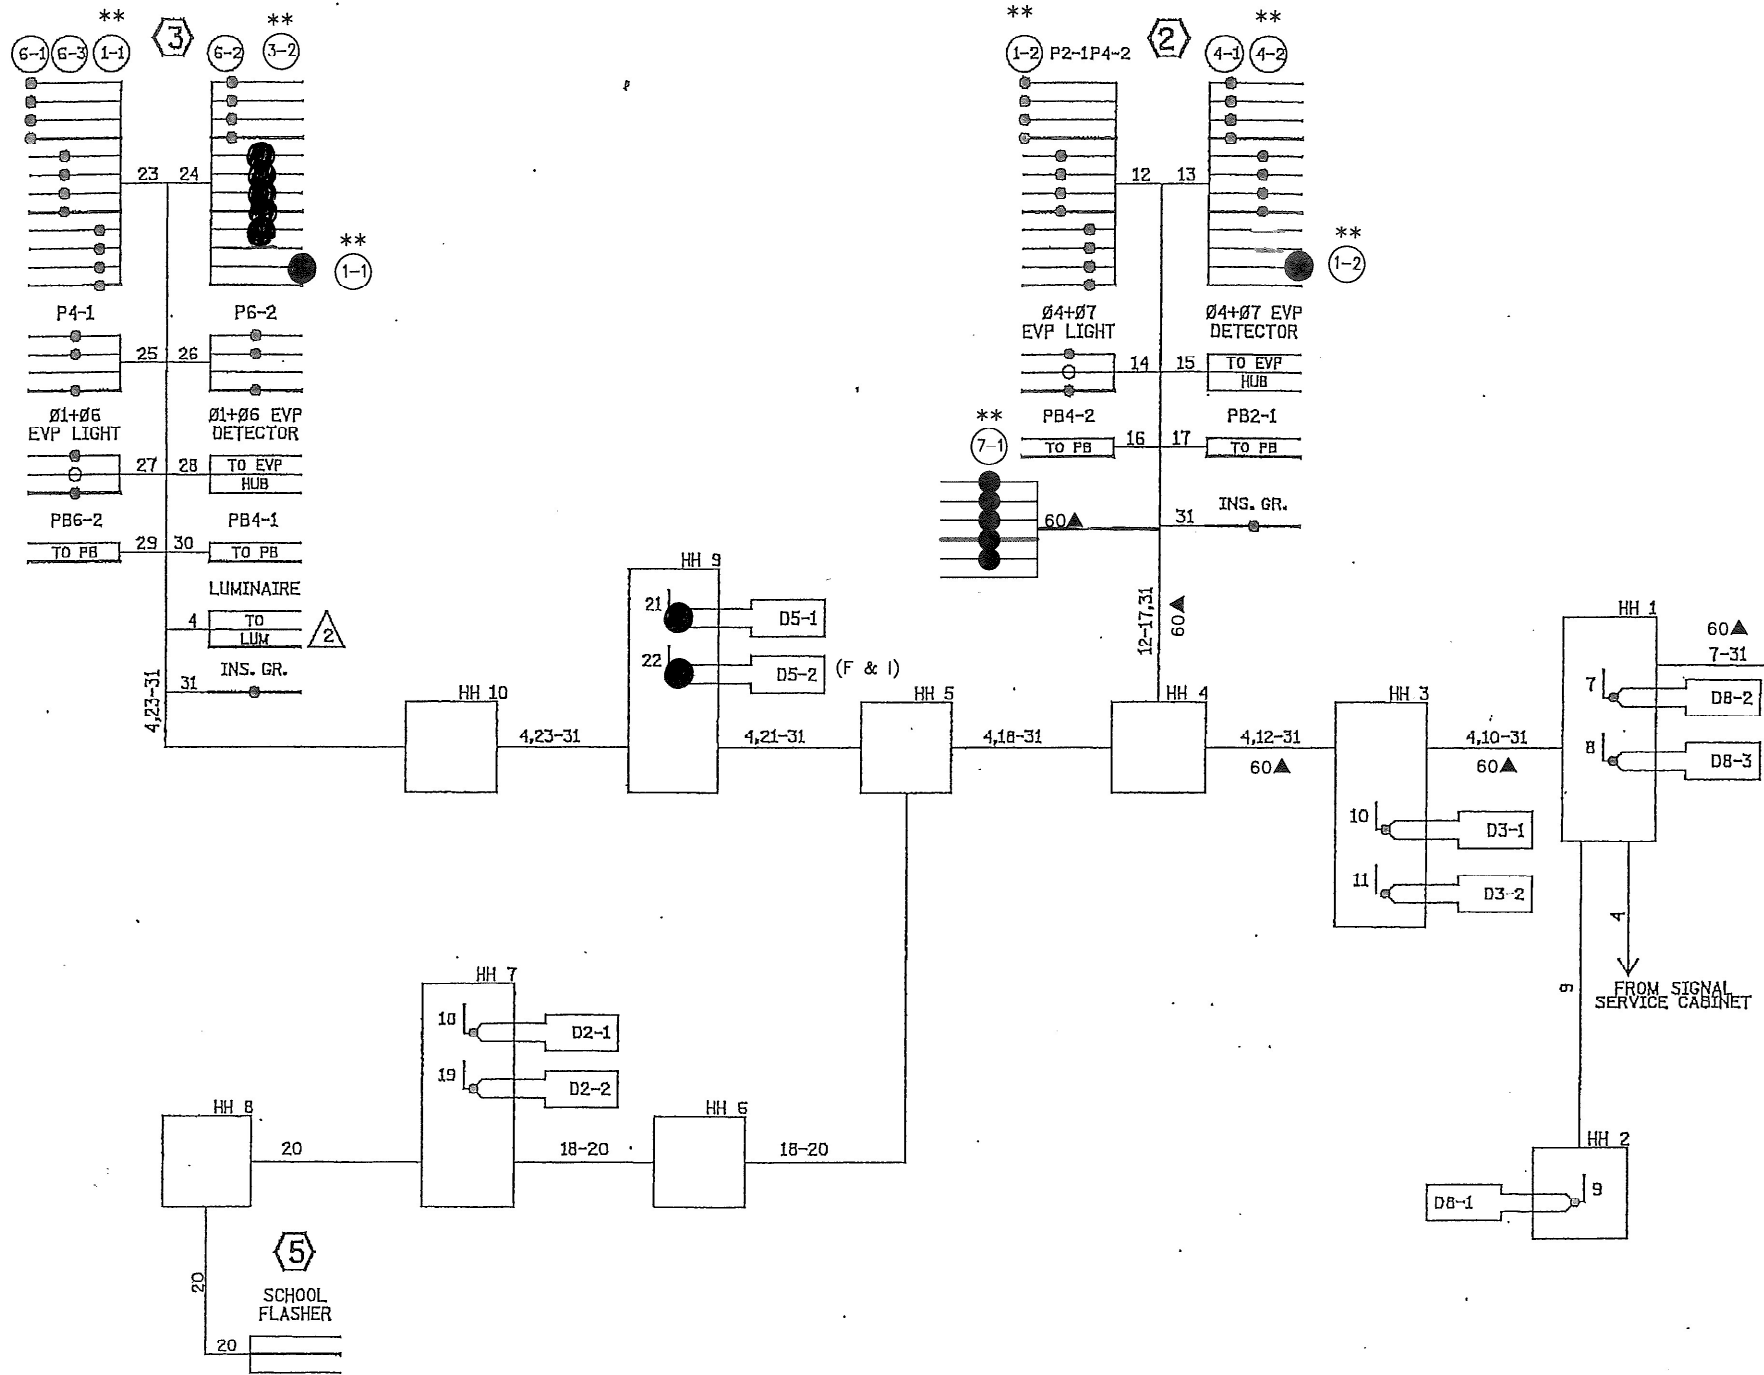 ** ** ** **
6-1 6-3 1-1 3 6-2 3-2 1-2 P2-1P4-2 2 4-1 4-2
23 24 12 13
** **
1-1 1-2
P4-1 P6-2 Ø4+Ø7 Ø4+Ø7 EVP
EVP LIGHT DETECTOR
25 26 14 15 TO EVP
HUB
Ø1+Ø6 Ø1+Ø6 EVP ** PB4-2 PB2-1
EVP LIGHT DETECTOR 7-1 TO PB 16 17 TO PB
27 28 TO EVP
HUB
PB6-2 PB4-1 60 31 INS. GR.
TO PB 29 30 TO PB
LUMINAIRE HH 9
4 TO 2 21 D5-1 12-17,31 60 HH 1 60
LUM 7-31
INS. GR. 22 D5-2 (F & I) 7 D8-2
31
4,23-31 HH 10 HH 5 HH 4 HH 3
4,23-31 4,21-31 4,18-31 4,12-31 4,10-31 8 D8-3
60 60
10 D3-1
11 D3-2
4
HH 7 9 FROM SIGNAL
SERVICE CABINET
18 D2-1
19 D2-2
HH 8 HH 6
20 18-20 18-20 HH 2
D8-1 9
5
20 SCHOOL
FLASHER
20